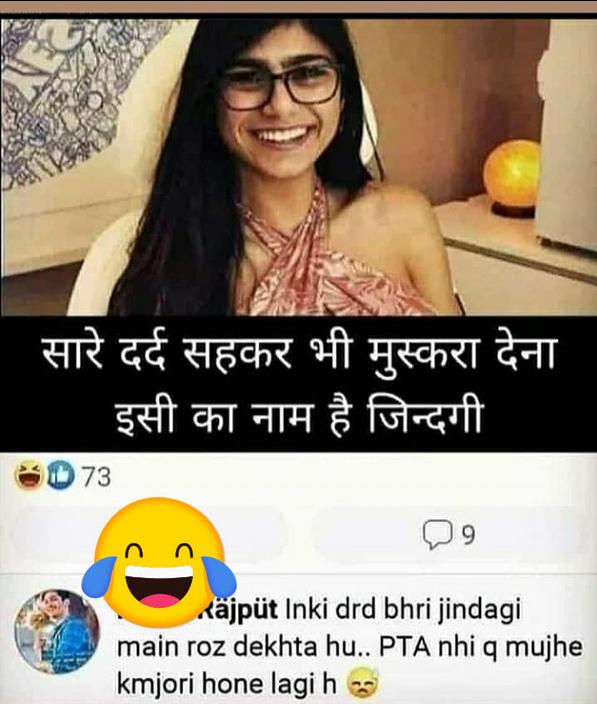 सारे दर्द सहकर भी मुस्करा देना
इसी का नाम है जिन्दगी
73
9
Räjpüt Inki drd bhri jindagi
main roz dekhta hu.. PTA nhi q mujhe
kmjori hone lagi h 😓